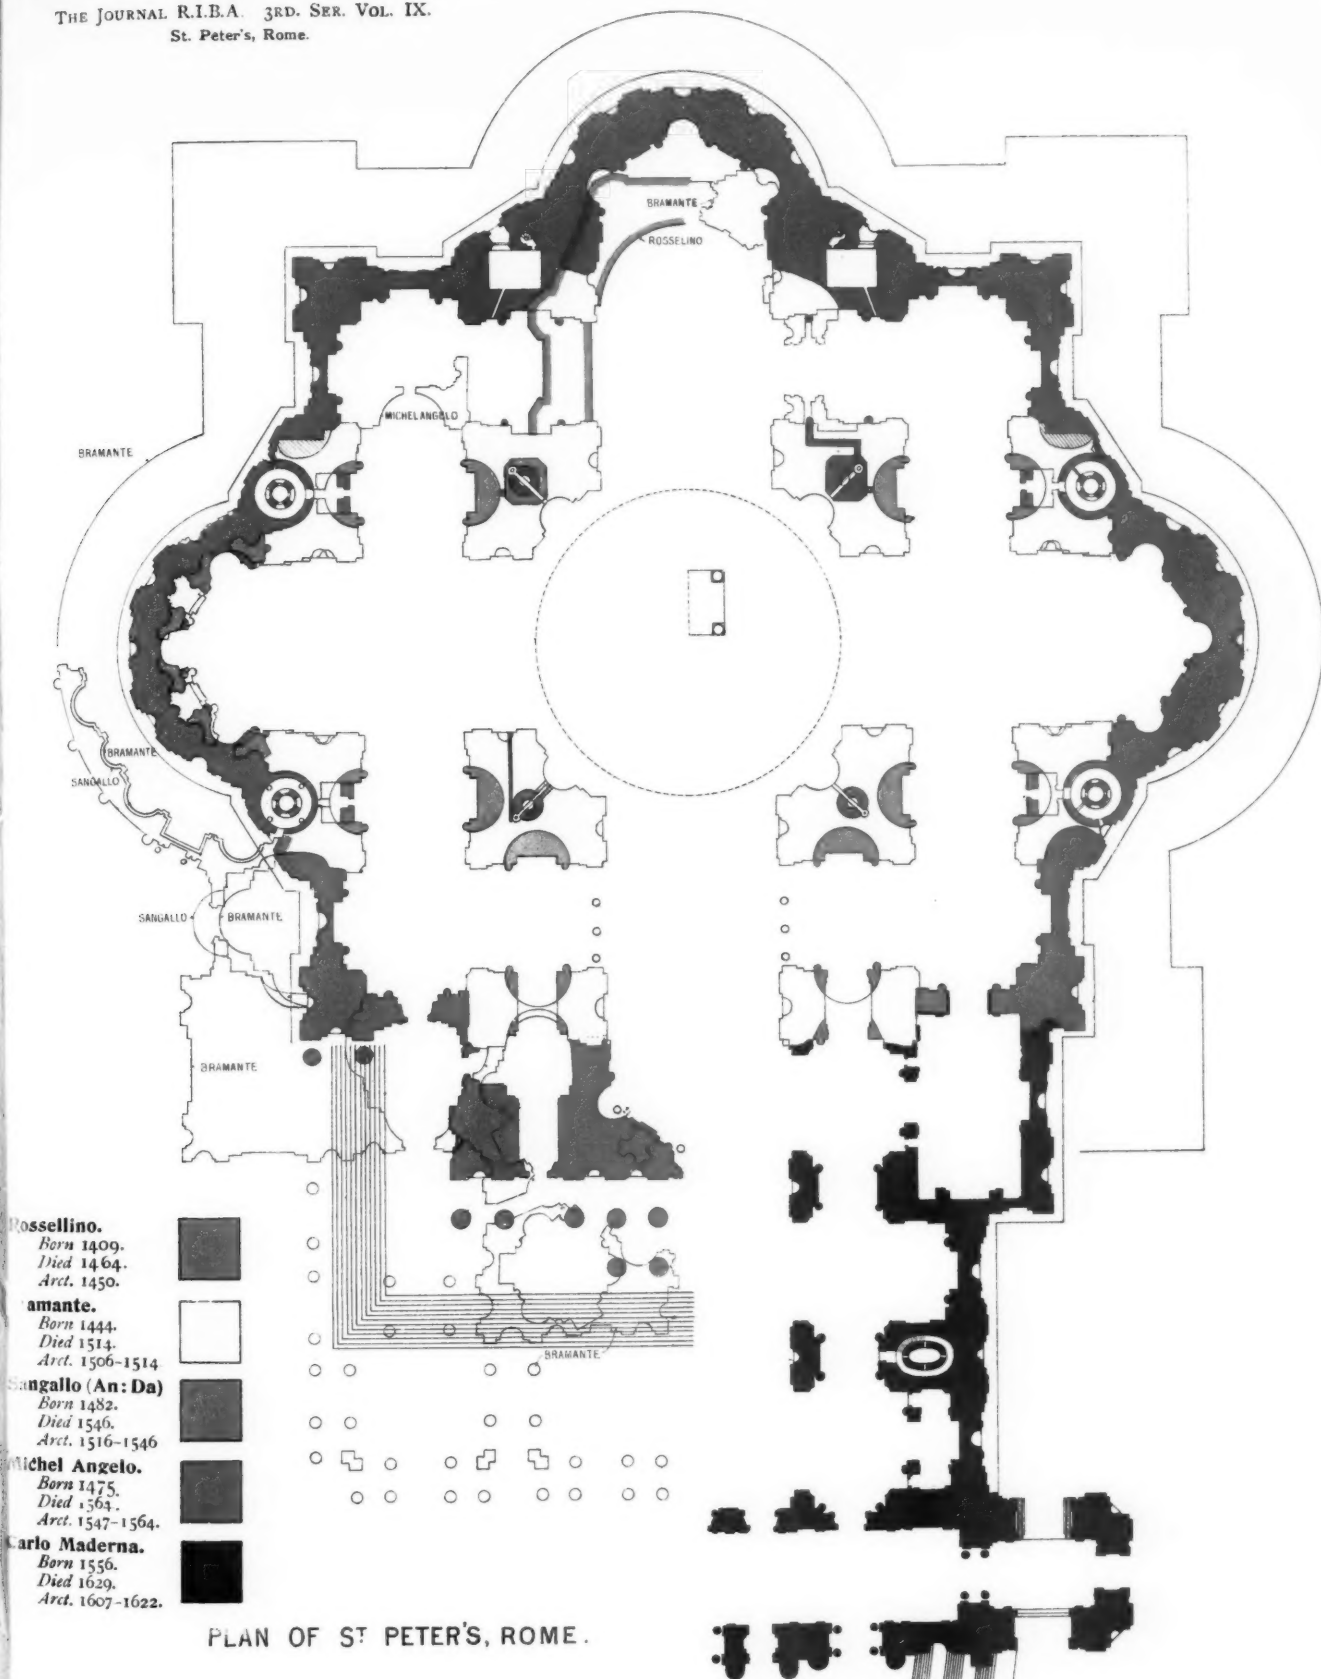 THE JOURNAL R.I.B.A. 3RD. SER. VOL. IX.
St. Peter's, Rome.
BRAMANTE
ROSSELINO
MICHELANGELO
BRAMANTE
BRAMANTE
SANGALLO
SANGALLO
BRAMANTE
BRAMANTE
BRAMANTE
Rossellino.
Born 1409.
Died 1464.
Arct. 1450.
amante.
Born 1444.
Died 1514.
Arct. 1506-1514
Sangallo (An: Da)
Born 1482.
Died 1546.
Arct. 1516-1546
Michel Angelo.
Born 1475.
Died 1564.
Arct. 1547-1564.
Carlo Maderna.
Born 1556.
Died 1629.
Arct. 1607-1622.
PLAN OF ST PETER'S, ROME.